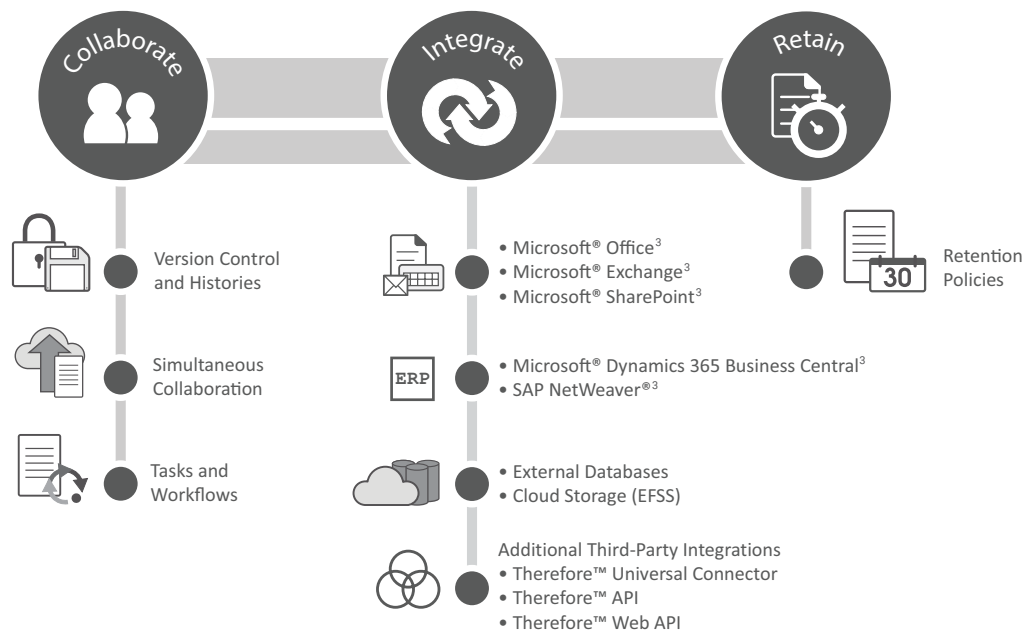 Collaborate
Integrate
Retain
Version Control
and Histories
Simultaneous
Collaboration
Tasks and
Workflows
• Microsoft® Office³
• Microsoft® Exchange³
• Microsoft® SharePoint³
ERP
• Microsoft® Dynamics 365 Business Central³
• SAP NetWeaver®³
• External Databases
• Cloud Storage (EFSS)
Additional Third-Party Integrations
• Therefore™ Universal Connector
• Therefore™ API
• Therefore™ Web API
30
Retention
Policies